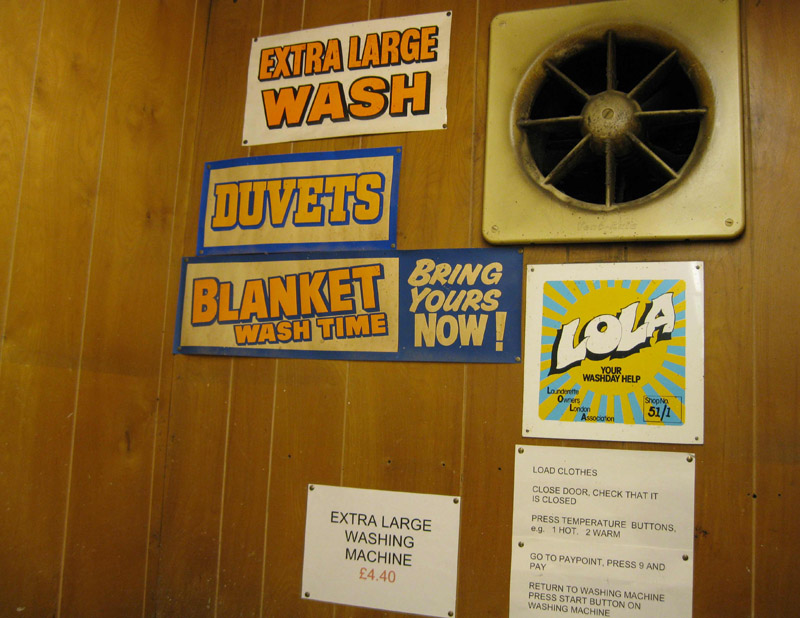 EXTRA LARGE
WASH
DUVETS
BLANKET
WASH TIME
BRING
YOURS
NOW!
LOLA
YOUR
WASHDAY HELP
Launderette
Owners
London
Association
Shop No.
51/1
LOAD CLOTHES
CLOSE DOOR, CHECK THAT IT
IS CLOSED
PRESS TEMPERATURE BUTTONS,
e.g. 1 HOT. 2 WARM
GO TO PAYPOINT, PRESS 9 AND
PAY
RETURN TO WASHING MACHINE
PRESS START BUTTON ON
WASHING MACHINE
EXTRA LARGE
WASHING
MACHINE
£4.40